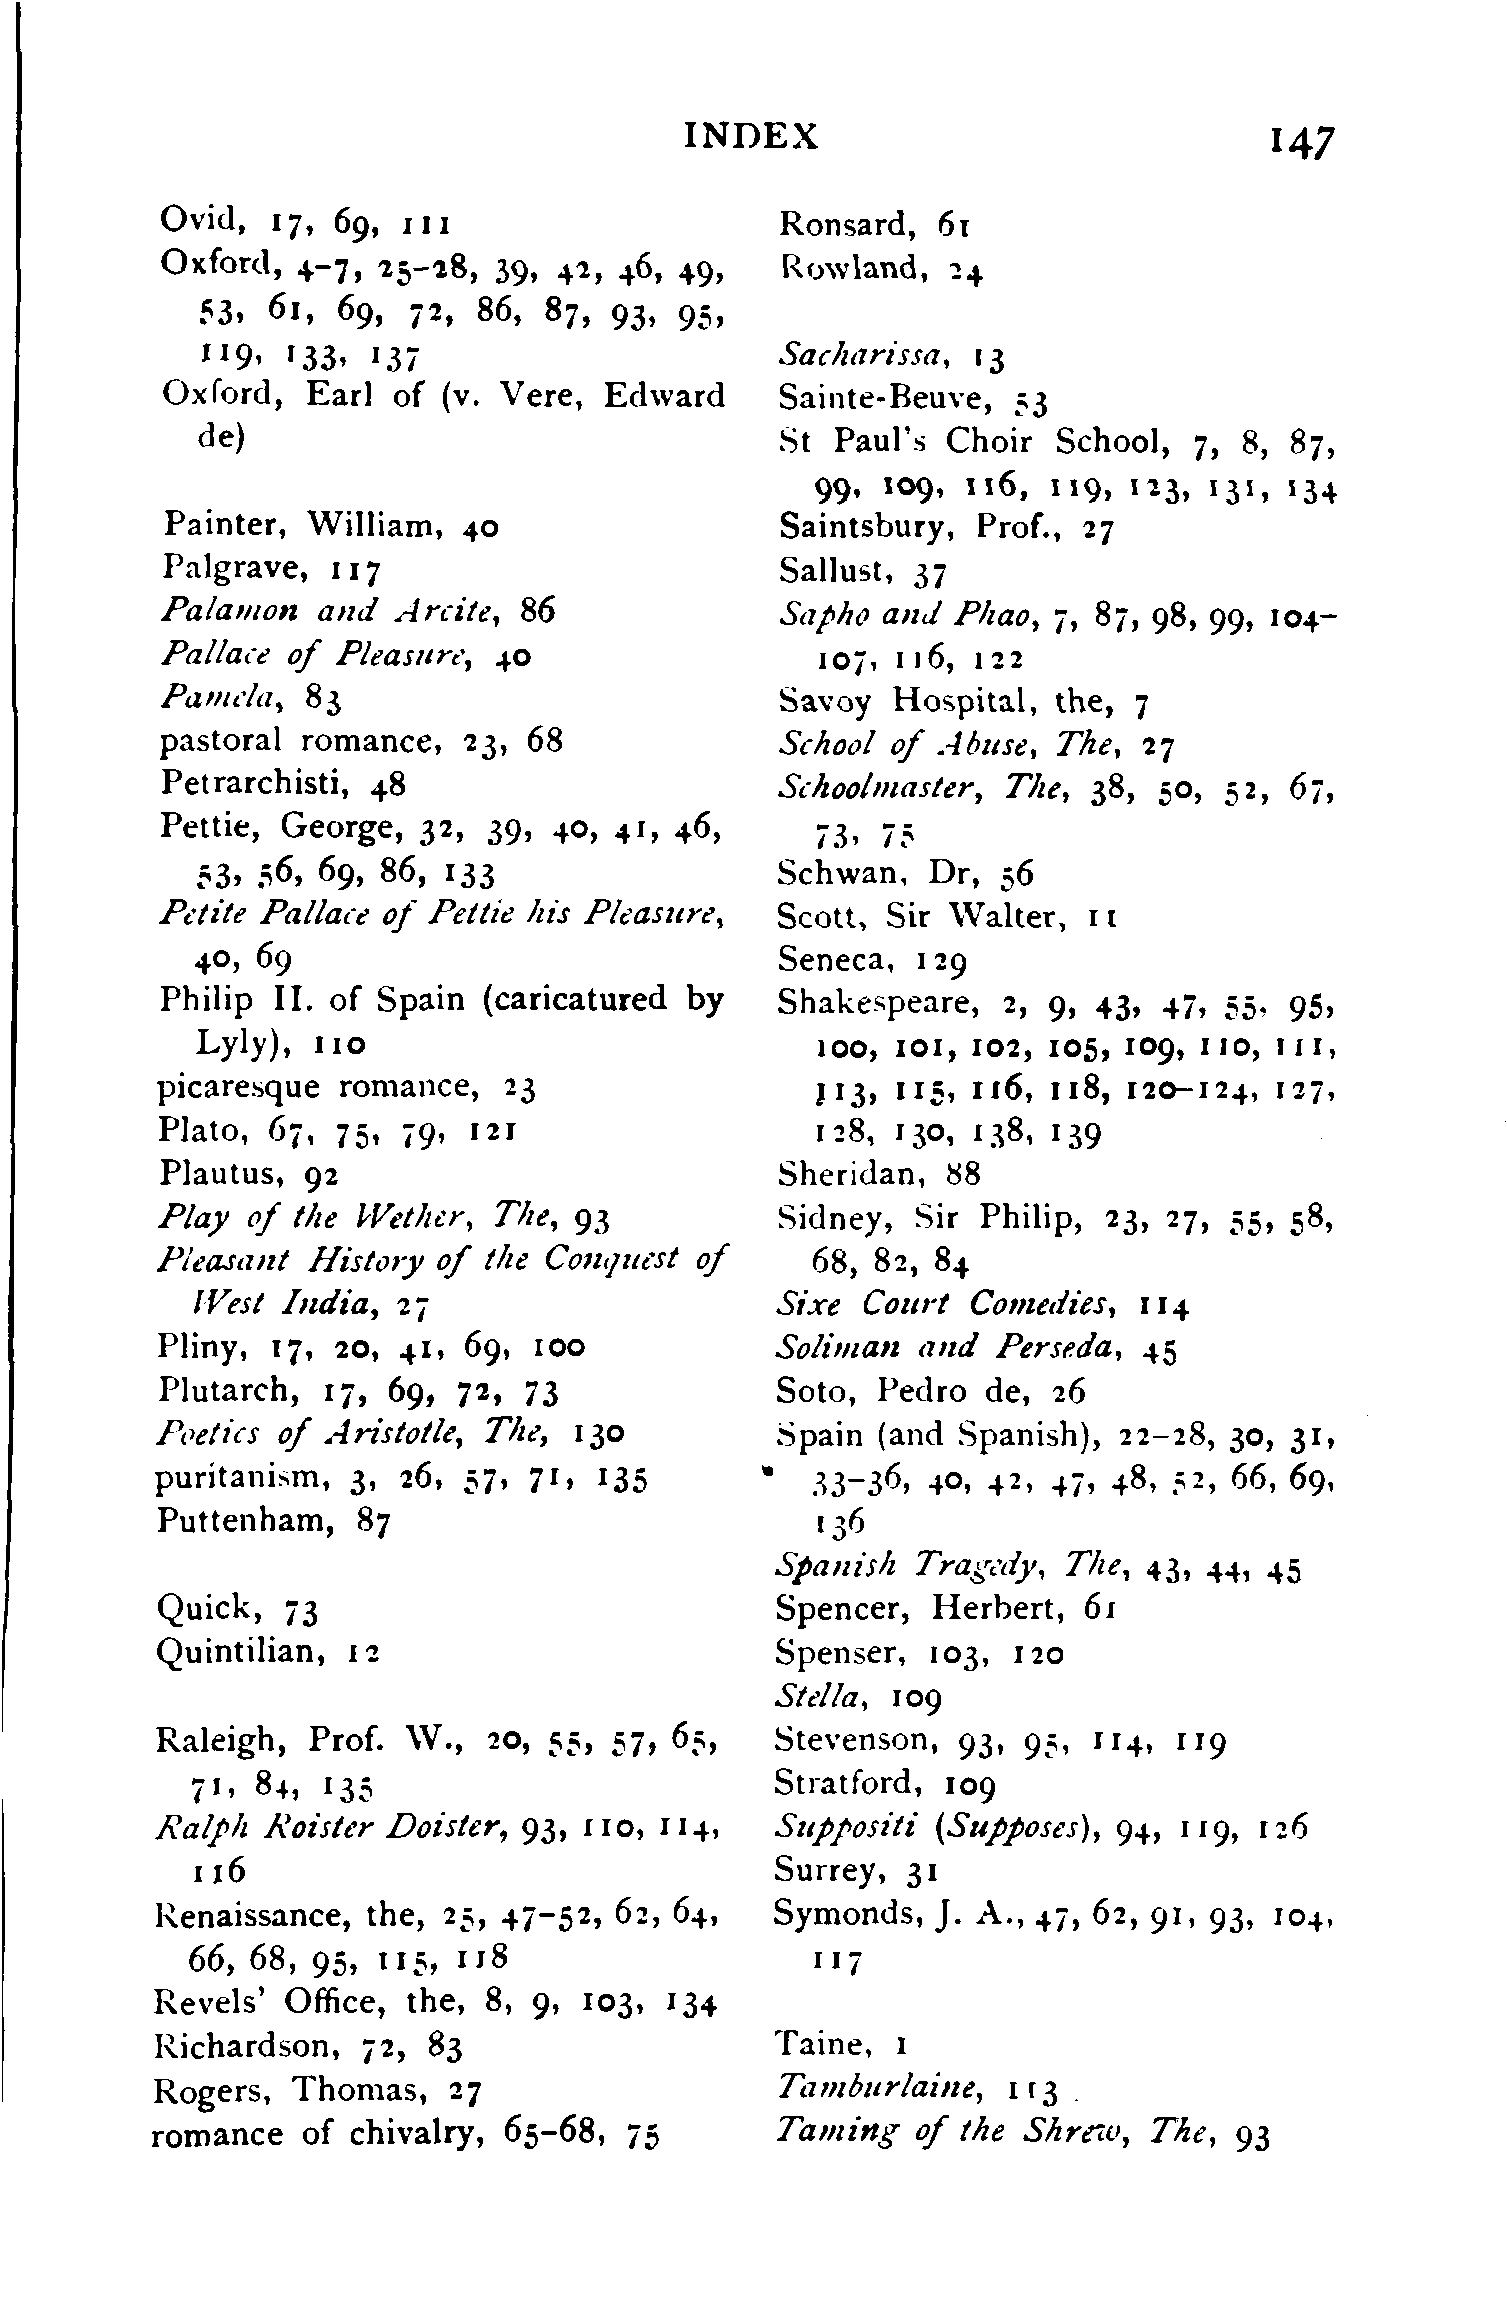 INDEX 147
Ovid, 17, 69, 111
Oxford, 4–7, 25–28, 39, 42, 46, 49,
53, 61, 69, 72, 86, 87, 93, 95,
119, 133, 137
Oxford, Earl of (v. Vere, Edward
de)
Painter, William, 40
Palgrave, 117
Palamon and Arcite, 86
Pallace of Pleasure, 40
Pamela, 83
pastoral romance, 23, 68
Petrarchisti, 48
Pettie, George, 32, 39, 40, 41, 46,
53, 56, 69, 86, 133
Petite Pallace of Pettie his Pleasure,
40, 69
Philip II. of Spain (caricatured by
Lyly), 110
picaresque romance, 23
Plato, 67, 75, 79, 121
Plautus, 92
Play of the Wether, The, 93
Pleasant History of the Conquest of
West India, 27
Pliny, 17, 20, 41, 69, 100
Plutarch, 17, 69, 72, 73
Poetics of Aristotle, The, 130
puritanism, 3, 26, 57, 71, 135
Puttenham, 87
Quick, 73
Quintilian, 12
Raleigh, Prof. W., 20, 55, 57, 65,
71, 84, 135
Ralph Roister Doister, 93, 110, 114,
116
Renaissance, the, 25, 47–52, 62, 64,
66, 68, 95, 115, 118
Revels' Office, the, 8, 9, 103, 134
Richardson, 72, 83
Rogers, Thomas, 27
romance of chivalry, 65–68, 75
Ronsard, 61
Rowland, 24
Sacharissa, 13
Sainte-Beuve, 53
St Paul's Choir School, 7, 8, 87,
99, 109, 116, 119, 123, 131, 134
Saintsbury, Prof., 27
Sallust, 37
Sapho and Phao, 7, 87, 98, 99, 104–
107, 116, 122
Savoy Hospital, the, 7
School of Abuse, The, 27
Schoolmaster, The, 38, 50, 52, 67,
73, 75
Schwan, Dr, 56
Scott, Sir Walter, 11
Seneca, 129
Shakespeare, 2, 9, 43, 47, 55, 95,
100, 101, 102, 105, 109, 110, 111,
113, 115, 116, 118, 120–124, 127,
128, 130, 138, 139
Sheridan, 88
Sidney, Sir Philip, 23, 27, 55, 58,
68, 82, 84
Sixe Court Comedies, 114
Soliman and Perseda, 45
Soto, Pedro de, 26
Spain (and Spanish), 22–28, 30, 31,
33–36, 40, 42, 47, 48, 52, 66, 69,
136
Spanish Tragedy, The, 43, 44, 45
Spencer, Herbert, 61
Spenser, 103, 120
Stella, 109
Stevenson, 93, 95, 114, 119
Stratford, 109
Suppositi (Supposes), 94, 119, 126
Surrey, 31
Symonds, J. A., 47, 62, 91, 93, 104,
117
Taine, 1
Tamburlaine, 113
Taming of the Shrew, The, 93